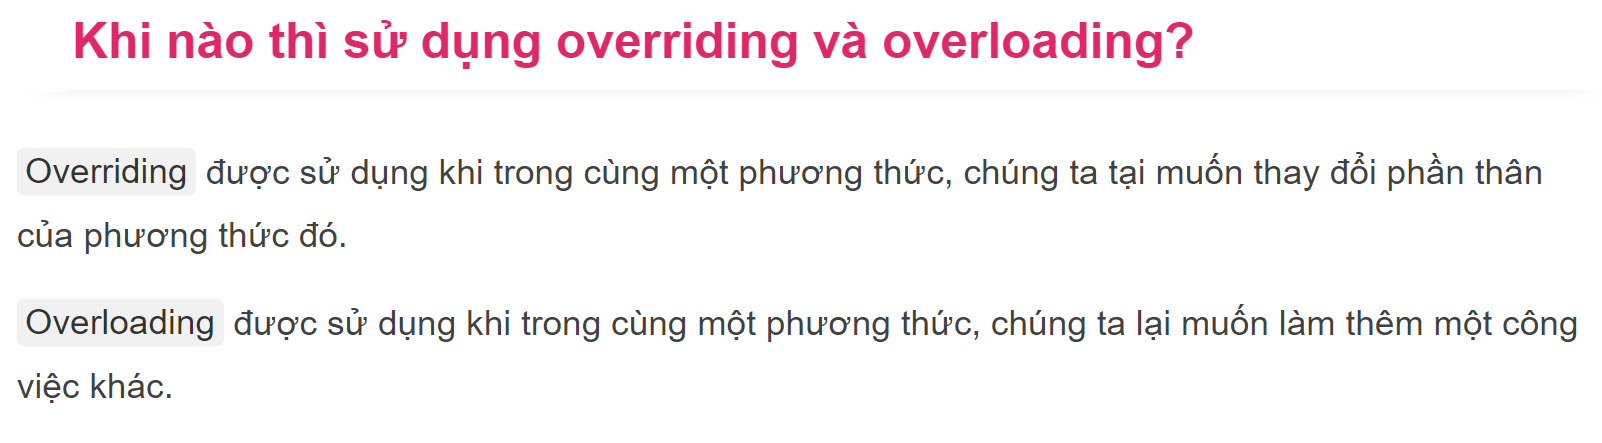 Khi nào thì sử dụng overriding và overloading?
Overriding được sử dụng khi trong cùng một phương thức, chúng ta tại muốn thay đổi phần thân
của phương thức đó.
Overloading được sử dụng khi trong cùng một phương thức, chúng ta lại muốn làm thêm một công
việc khác.